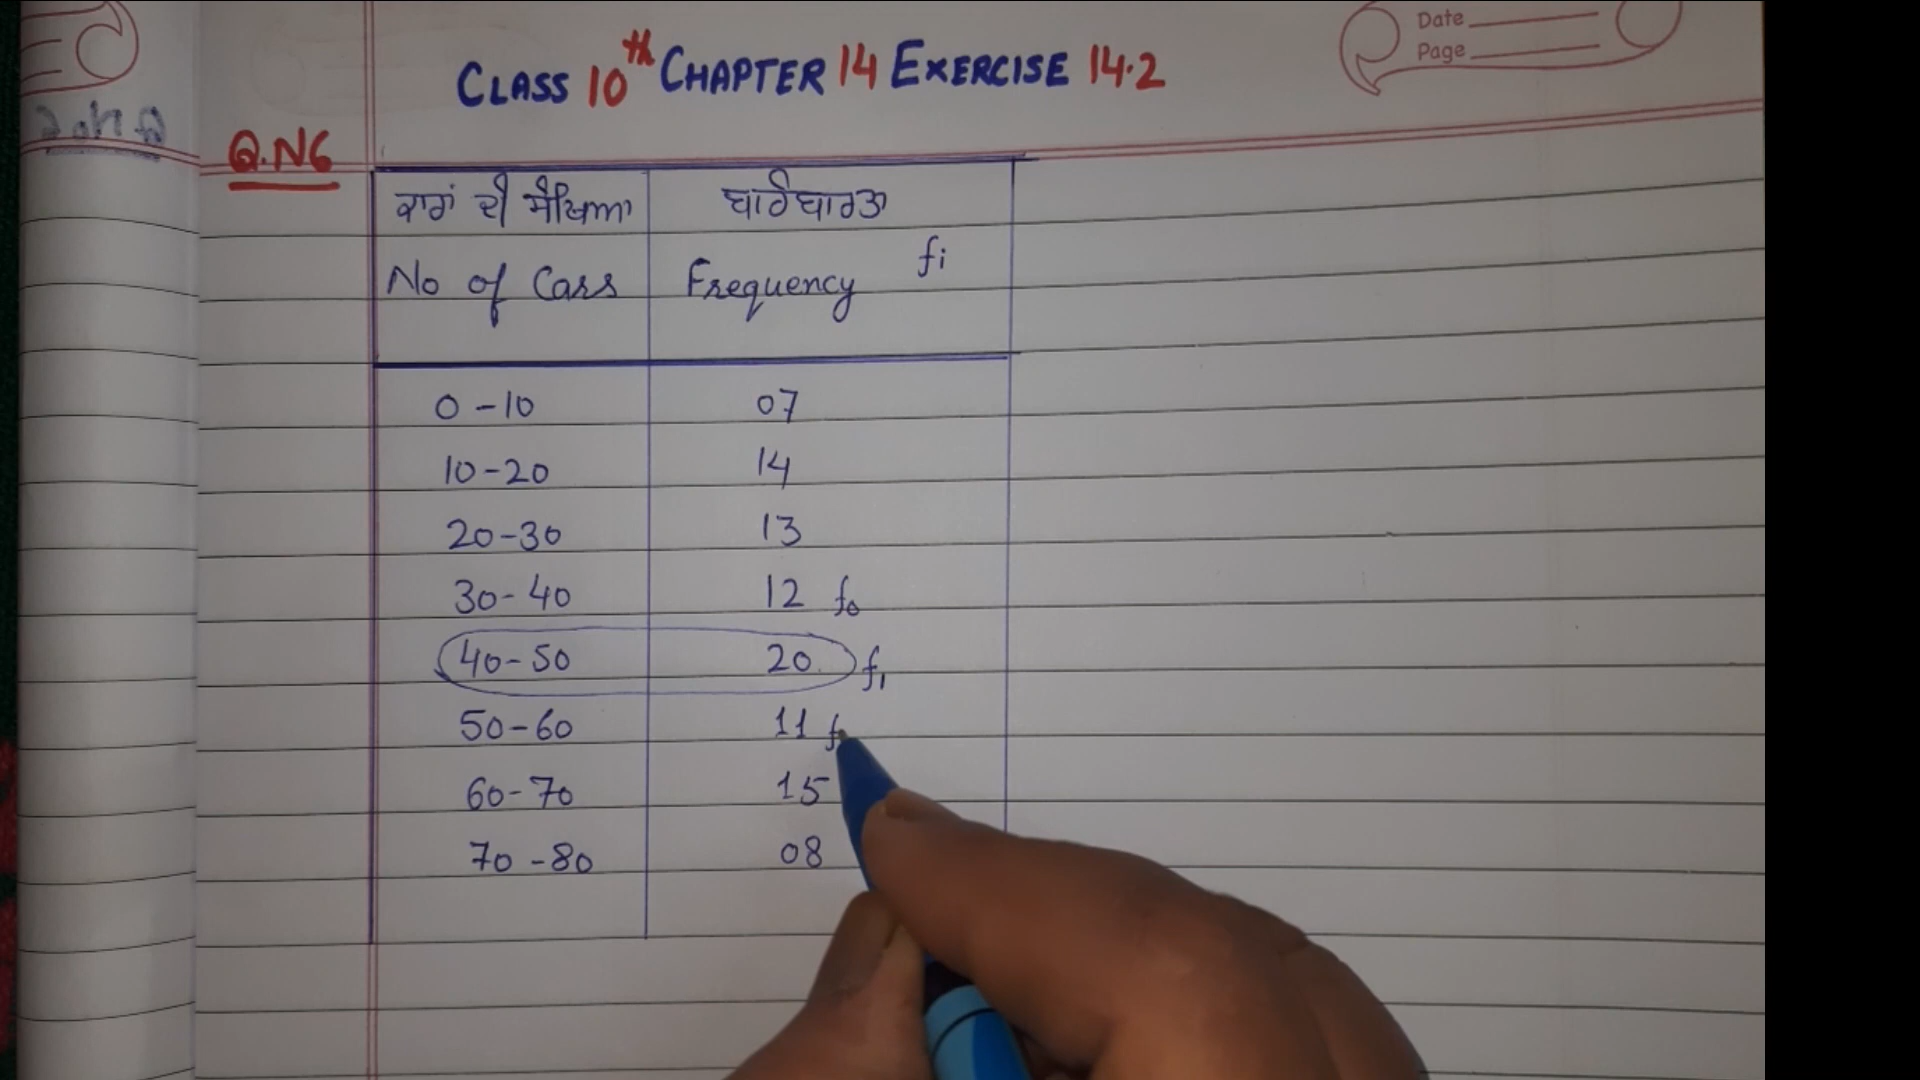 Date
Page
CLASS 10th CHAPTER 14 EXERCISE 14.2
Q.N6
ਕਾਰਾਂ ਦੀ ਸੰਖਿਆ ਬਾਰੰਬਾਰਤਾ
No of Cars Frequency fi
0-10 07
10-20 14
20-30 13
30-40 12 f0
40-50 20 f1
50-60 11 f
60-70 15
70-80 08